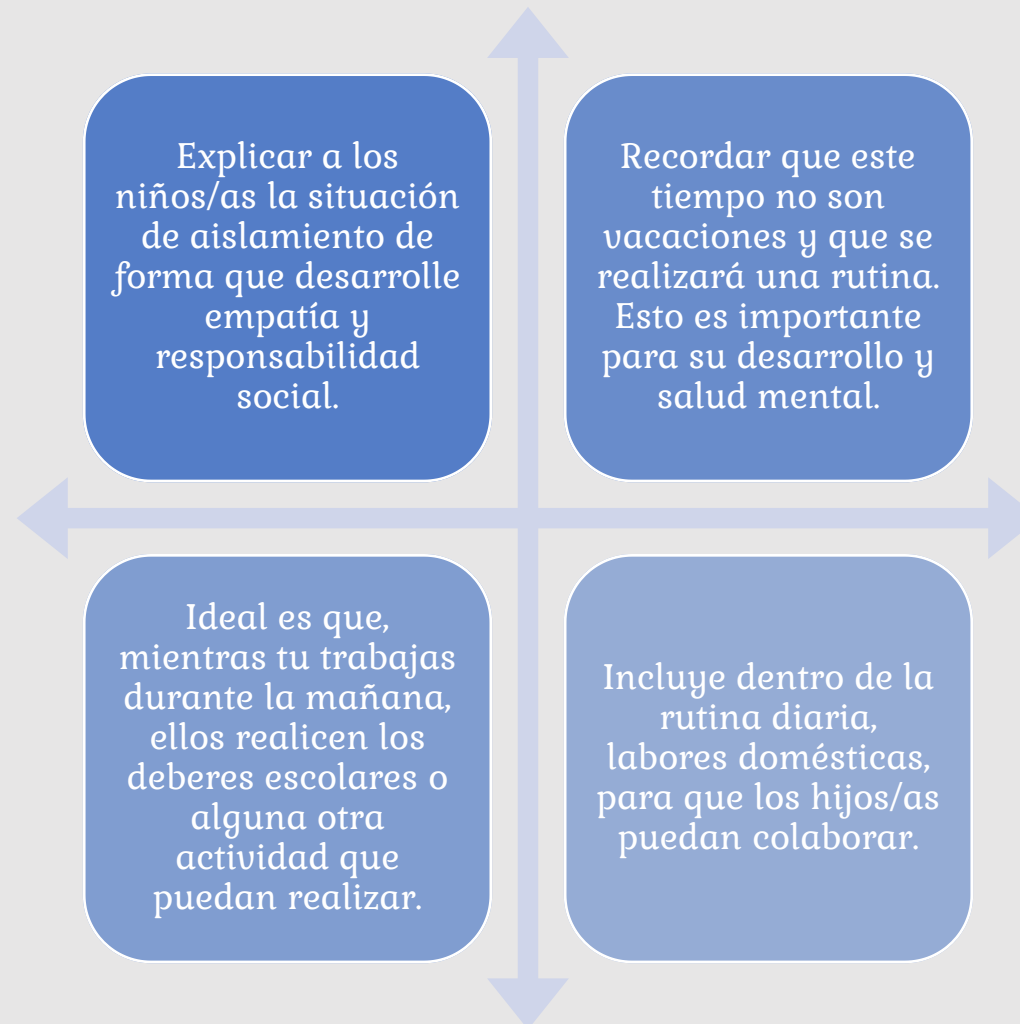 Explicar a los
niños/as la situación
de aislamiento de
forma que desarrolle
empatía y
responsabilidad
social.
Recordar que este
tiempo no son
vacaciones y que se
realizará una rutina.
Esto es importante
para su desarrollo y
salud mental.
Ideal es que,
mientras tu trabajas
durante la mañana,
ellos realicen los
deberes escolares o
alguna otra
actividad que
puedan realizar.
Incluye dentro de la
rutina diaria,
labores domésticas,
para que los hijos/as
puedan colaborar.